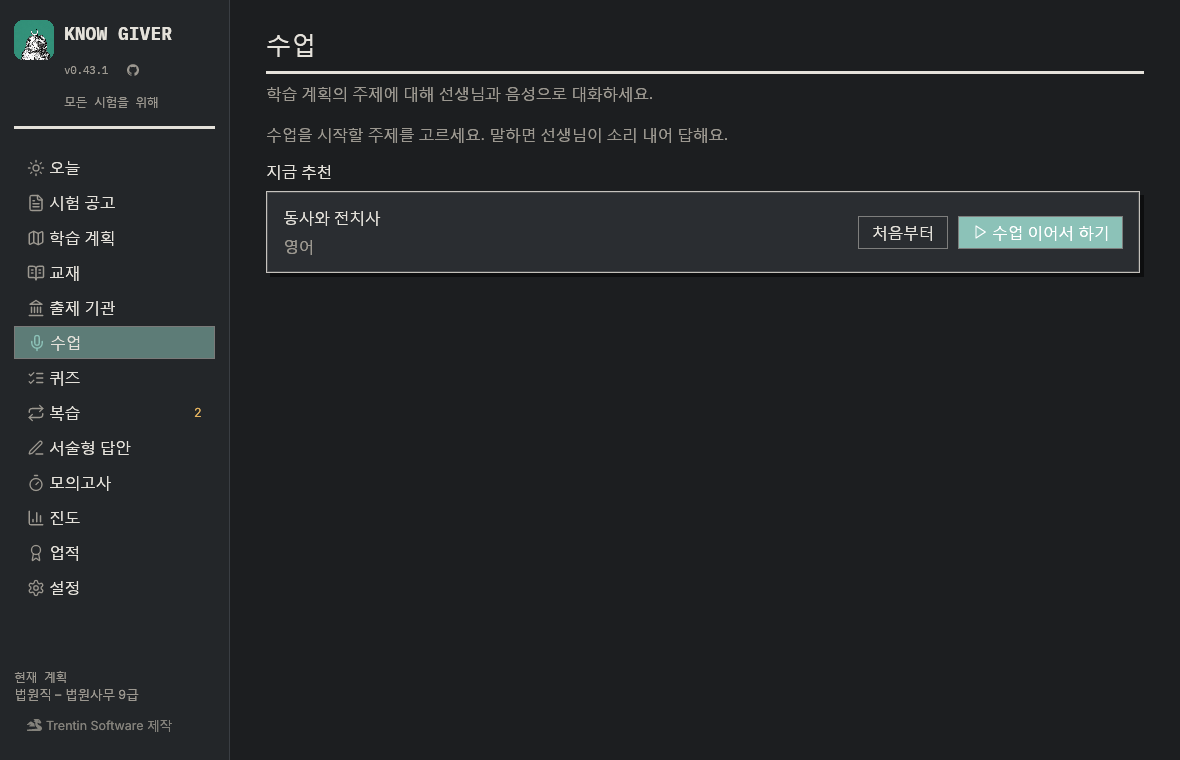 KNOW GIVER
v0.43.1
모든 시험을 위해
오늘
시험 공고
학습 계획
교재
출제 기관
수업
퀴즈
복습 2
서술형 답안
모의고사
진도
업적
설정
현재 계획
법원직 – 법원사무 9급
Trentin Software 제작
수업
학습 계획의 주제에 대해 선생님과 음성으로 대화하세요.
수업을 시작할 주제를 고르세요. 말하면 선생님이 소리 내어 답해요.
지금 추천
동사와 전치사
영어
처음부터
수업 이어서 하기